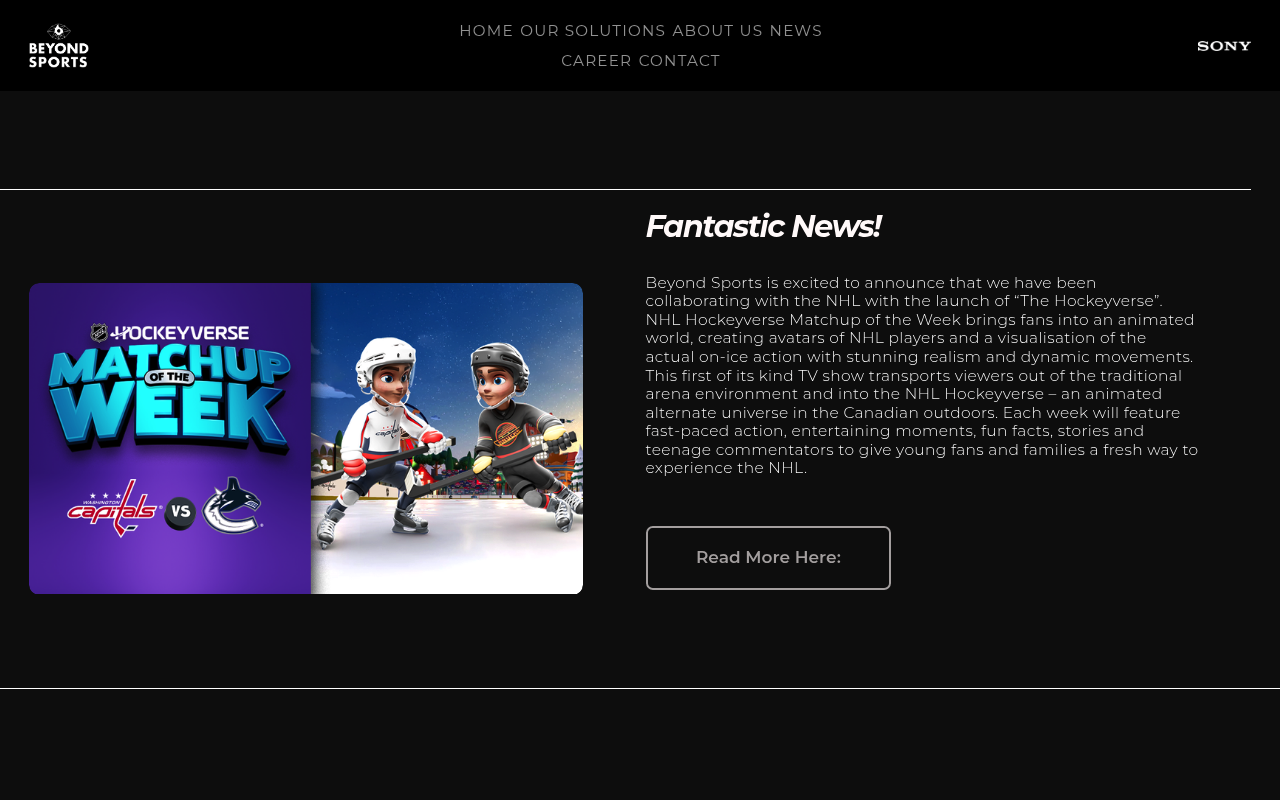 BEYOND
SPORTS
HOME OUR SOLUTIONS ABOUT US NEWS
CAREER CONTACT
SONY
HOCKEYVERSE
MATCHUP
OF THE
WEEK
WASHINGTON
capitals
VS
capitals
Fantastic News!
Beyond Sports is excited to announce that we have been
collaborating with the NHL with the launch of “The Hockeyverse”.
NHL Hockeyverse Matchup of the Week brings fans into an animated
world, creating avatars of NHL players and a visualisation of the
actual on-ice action with stunning realism and dynamic movements.
This first of its kind TV show transports viewers out of the traditional
arena environment and into the NHL Hockeyverse – an animated
alternate universe in the Canadian outdoors. Each week will feature
fast-paced action, entertaining moments, fun facts, stories and
teenage commentators to give young fans and families a fresh way to
experience the NHL.
Read More Here: